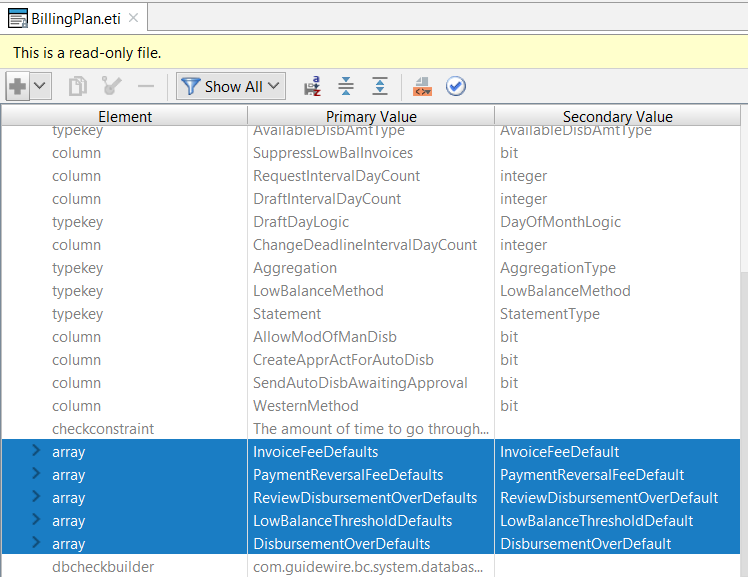 BillingPlan.eti
This is a read-only file.
Show All
Element Primary Value Secondary Value
typekey AvailableDisbAmtType AvailableDisbAmtType
column SuppressLowBalInvoices bit
column RequestIntervalDayCount integer
column DraftIntervalDayCount integer
typekey DraftDayLogic DayOfMonthLogic
column ChangeDeadlineIntervalDayCount integer
typekey Aggregation AggregationType
typekey LowBalanceMethod LowBalanceMethod
typekey Statement StatementType
column AllowModOfManDisb bit
column CreateApprActForAutoDisb bit
column SendAutoDisbAwaitingApproval bit
column WesternMethod bit
checkconstraint The amount of time to go through...
array InvoiceFeeDefaults InvoiceFeeDefault
array PaymentReversalFeeDefaults PaymentReversalFeeDefault
array ReviewDisbursementOverDefaults ReviewDisbursementOverDefault
array LowBalanceThresholdDefaults LowBalanceThresholdDefault
array DisbursementOverDefaults DisbursementOverDefault
dbcheckbuilder com.guidewire.bc.system.databas...